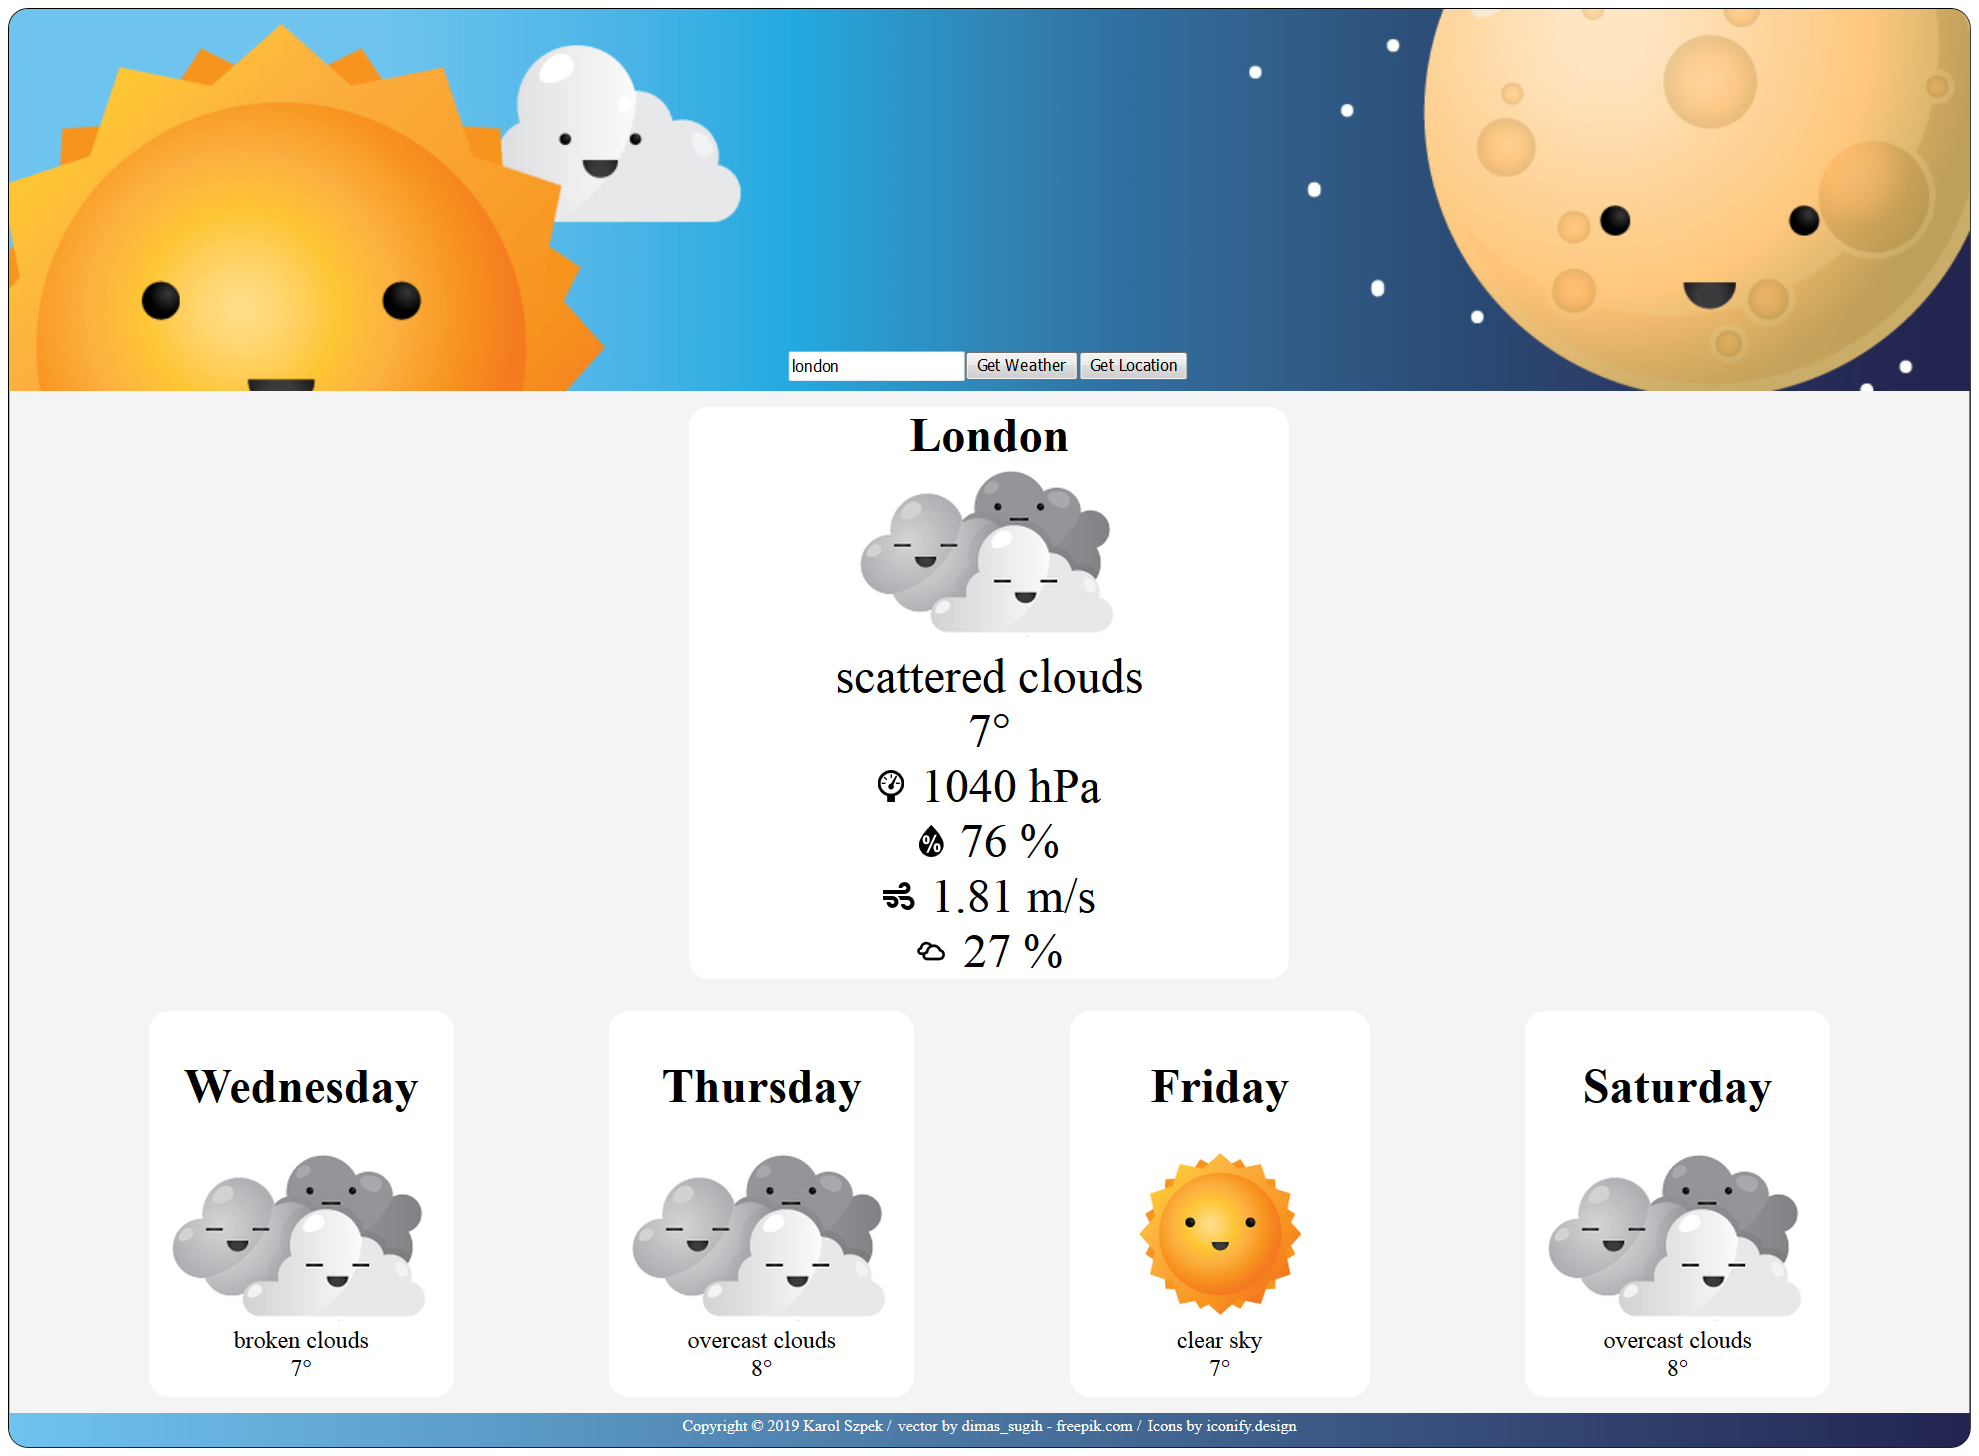 london
Get Weather
Get Location
London
scattered clouds
7°
1040 hPa
76 %
1.81 m/s
27 %
Wednesday
broken clouds
7°
Thursday
overcast clouds
8°
Friday
clear sky
7°
Saturday
overcast clouds
8°
Copyright © 2019 Karol Szpek / vector by dimas_sugih - freepik.com / Icons by iconify.design